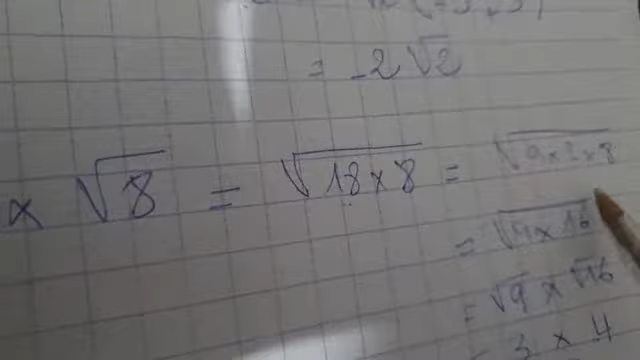 = -2√2
× √8 = √18×8 = √9×2×8
= √9×16
= √9 × √16
3 × 4